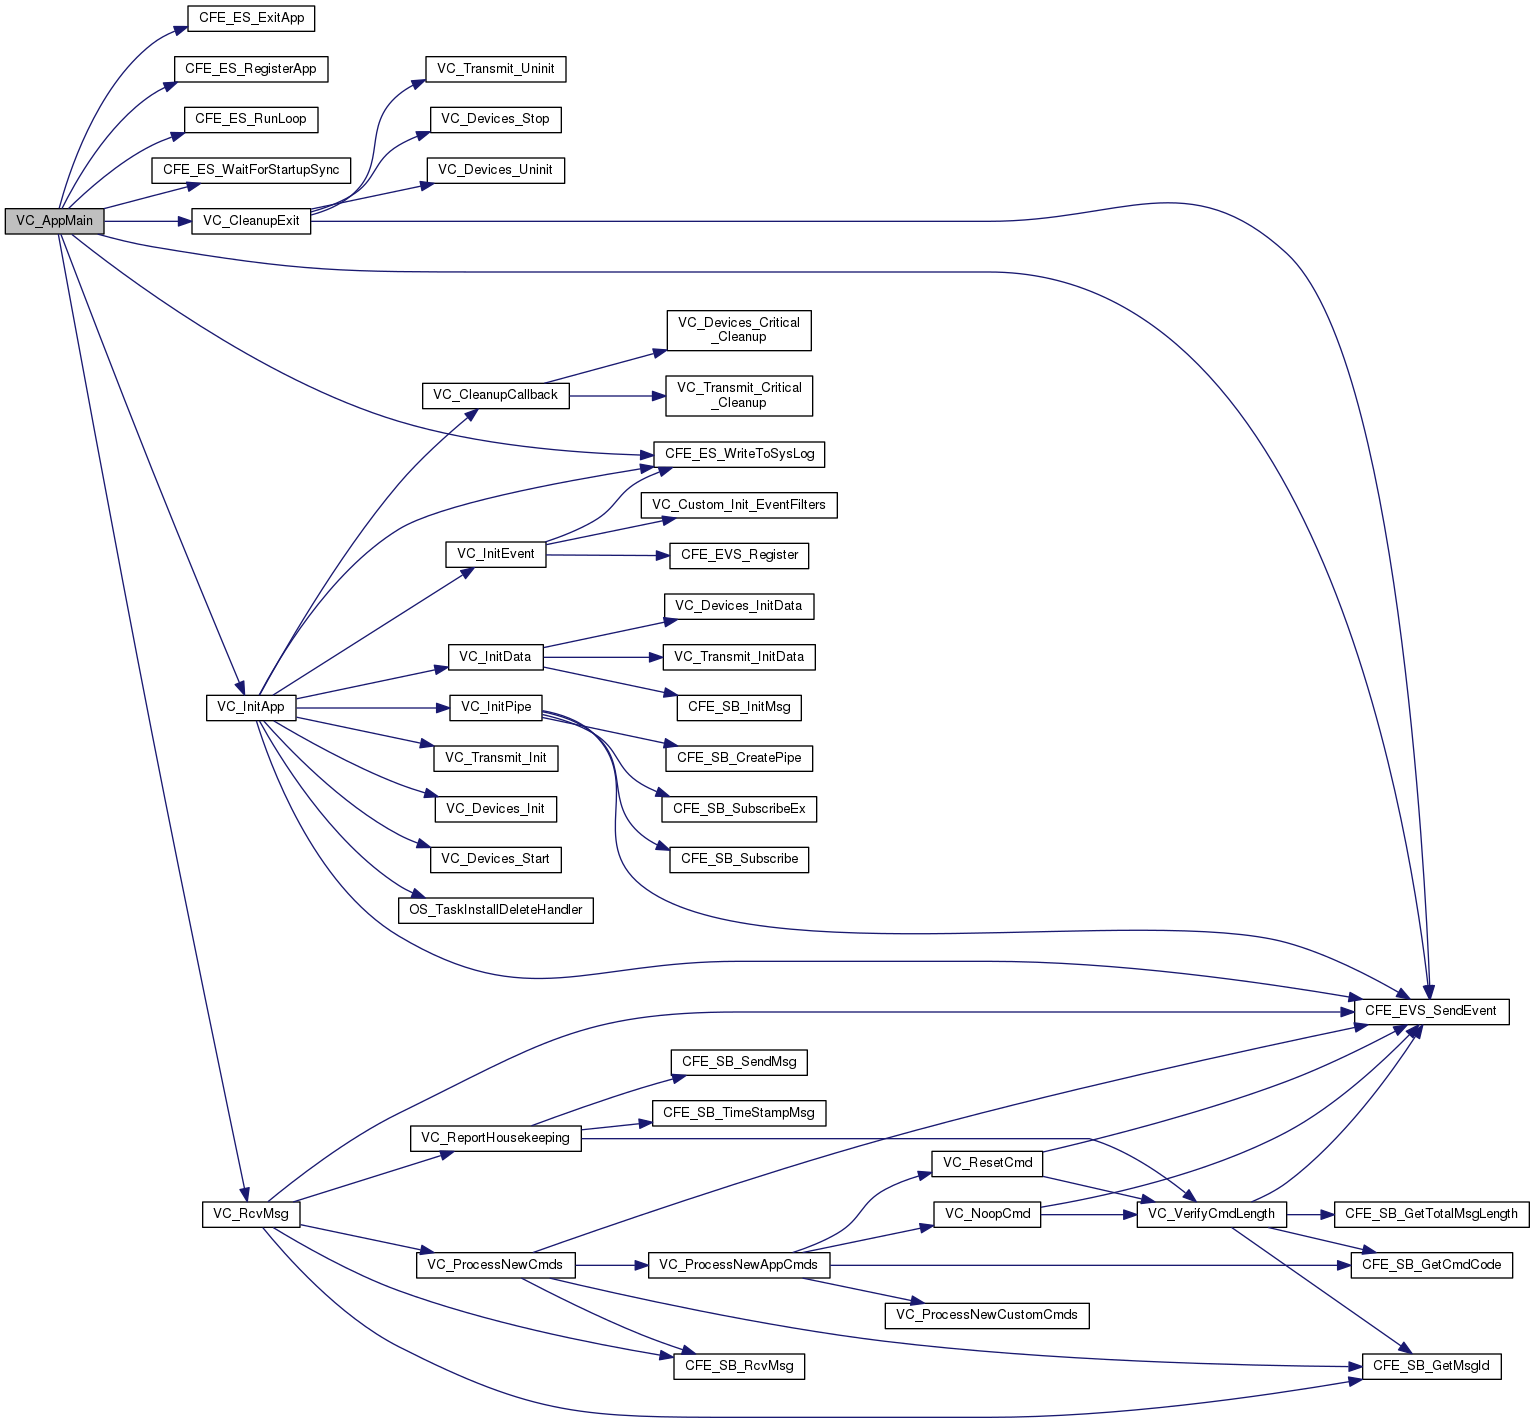 CFE_ES_ExitApp
CFE_ES_RegisterApp
CFE_ES_RunLoop
CFE_ES_WaitForStartupSync
VC_AppMain
VC_CleanupExit
VC_Transmit_Uninit
VC_Devices_Stop
VC_Devices_Uninit
VC_Devices_Critical
_Cleanup
VC_CleanupCallback
VC_Transmit_Critical
_Cleanup
CFE_ES_WriteToSysLog
VC_Custom_Init_EventFilters
VC_InitEvent
CFE_EVS_Register
VC_Devices_InitData
VC_InitData
VC_Transmit_InitData
VC_InitApp
VC_InitPipe
CFE_SB_InitMsg
VC_Transmit_Init
CFE_SB_CreatePipe
VC_Devices_Init
CFE_SB_SubscribeEx
VC_Devices_Start
CFE_SB_Subscribe
OS_TaskInstallDeleteHandler
CFE_EVS_SendEvent
CFE_SB_SendMsg
CFE_SB_TimeStampMsg
VC_ReportHousekeeping
VC_ResetCmd
VC_RcvMsg
VC_NoopCmd
VC_VerifyCmdLength
CFE_SB_GetTotalMsgLength
VC_ProcessNewCmds
VC_ProcessNewAppCmds
CFE_SB_GetCmdCode
VC_ProcessNewCustomCmds
CFE_SB_RcvMsg
CFE_SB_GetMsgId